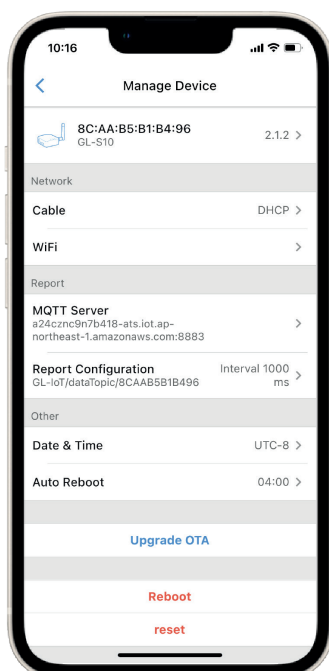 10:16
Manage Device
8C:AA:B5:B1:B4:96
GL-S10
2.1.2
Network
Cable
DHCP
WiFi
Report
MQTT Server
a24cznc9n7b418-ats.iot.ap-
northeast-1.amazonaws.com:8883
Report Configuration
GL-IoT/dataTopic/8CAAB5B1B496
Interval 1000
ms
Other
Date & Time
UTC-8
Auto Reboot
04:00
Upgrade OTA
Reboot
reset